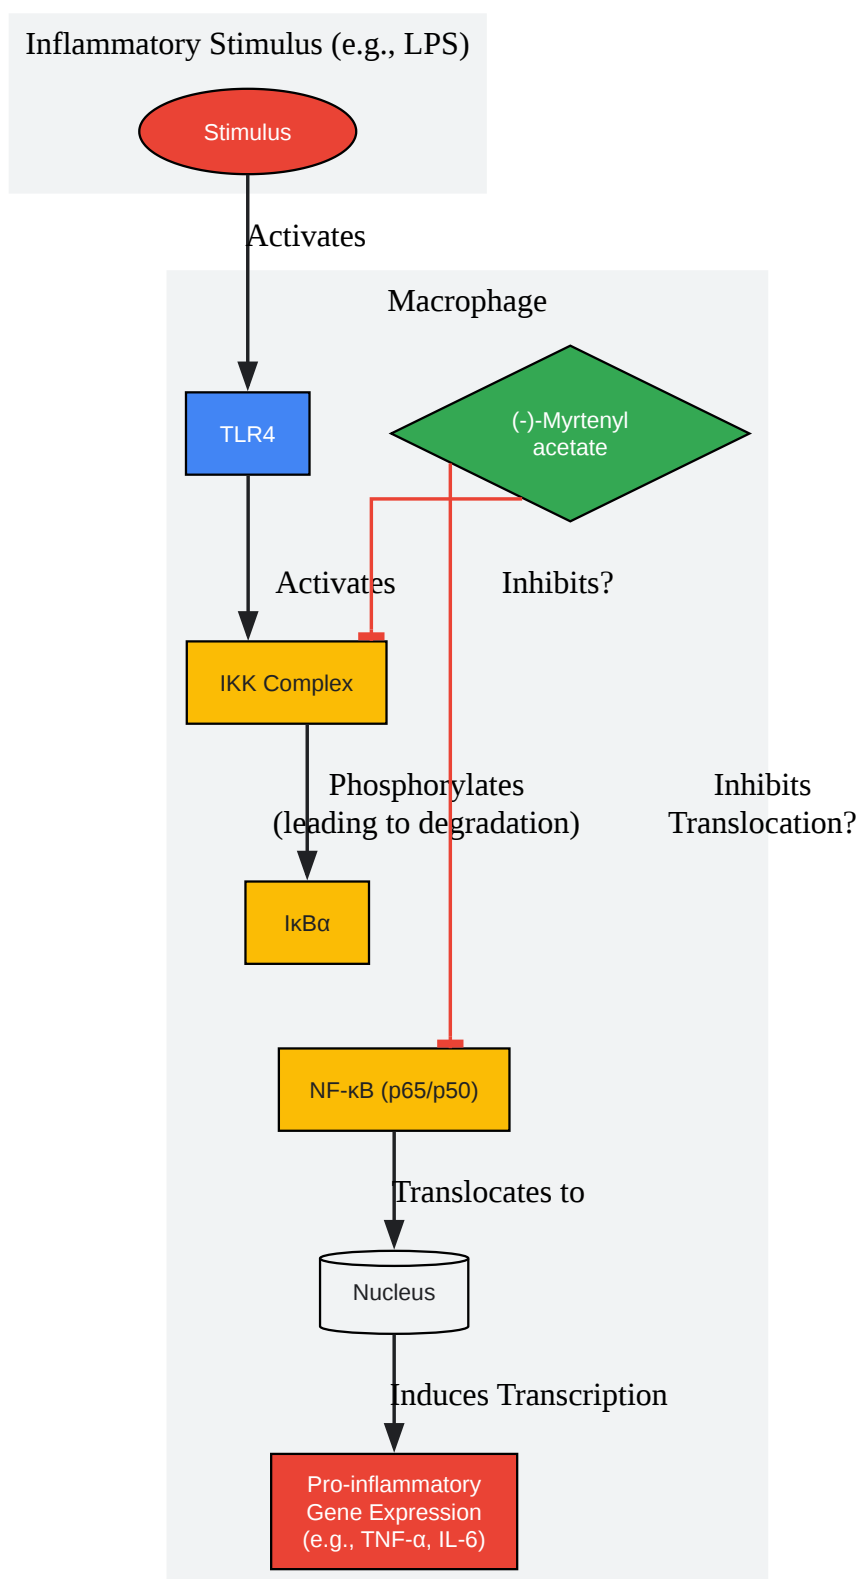 Inflammatory Stimulus (e.g., LPS)
Stimulus
Activates
Macrophage
TLR4
(-)-Myrtenyl
acetate
Activates
Inhibits?
IKK Complex
Phosphorylates
(leading to degradation)
Inhibits
Translocation?
IκBα
NF-κB (p65/p50)
Translocates to
Nucleus
Induces Transcription
Pro-inflammatory
Gene Expression
(e.g., TNF-α, IL-6)